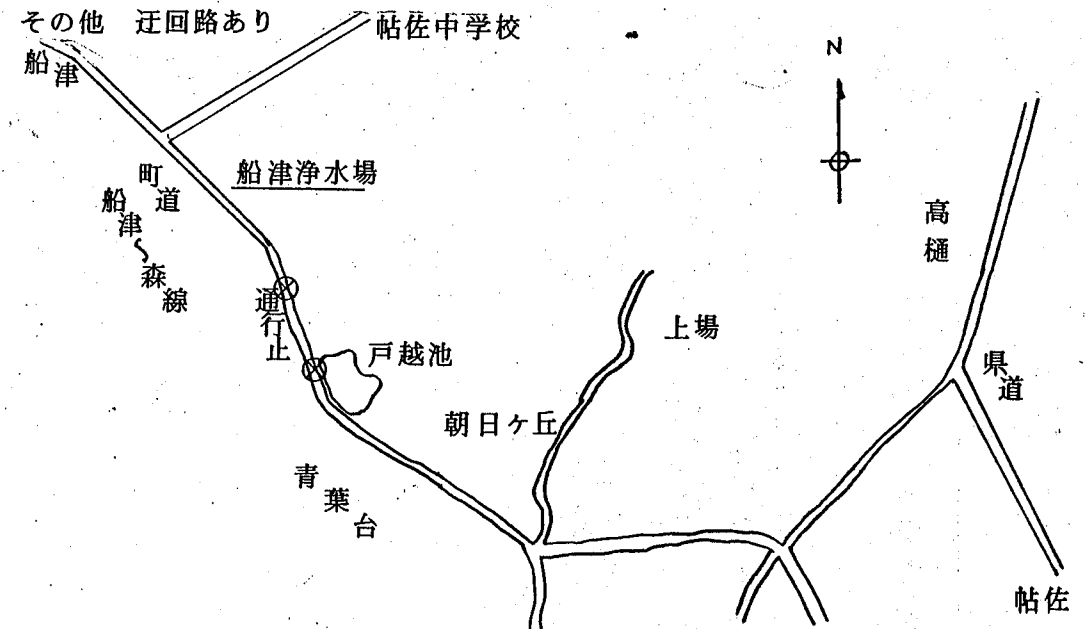 その他 迂回路あり
帖佐中学校
船津
N
船津浄水場
町道
船津〜森線
高樋
通行止
戸越池
上場
県道
朝日ケ丘
青葉台
帖佐